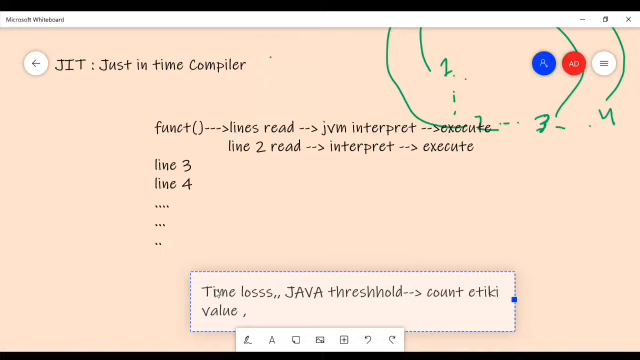 Microsoft Whiteboard
JIT : Just in time Compiler
AD
1. .
2 --- . 3 - . . 4
funct()--->lines read --> jvm interpret -->execute
line 2 read --> interpret --> execute
line 3
line 4
....
...
..
Time losss,, JAVA threshhold--> count etiki
value ,
A